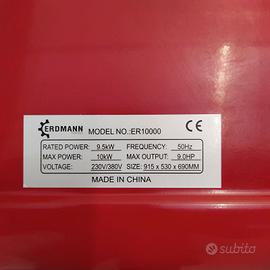 ERDMANN MODEL NO.:ER10000 CE
RATED POWER: 9.5kW FREQUENCY: 50Hz
MAX POWER: 10kW MAX OUTPUT: 9.0HP
VOLTAGE: 230V/380V SIZE: 915 x 530 x 690MM
MADE IN CHINA
subito